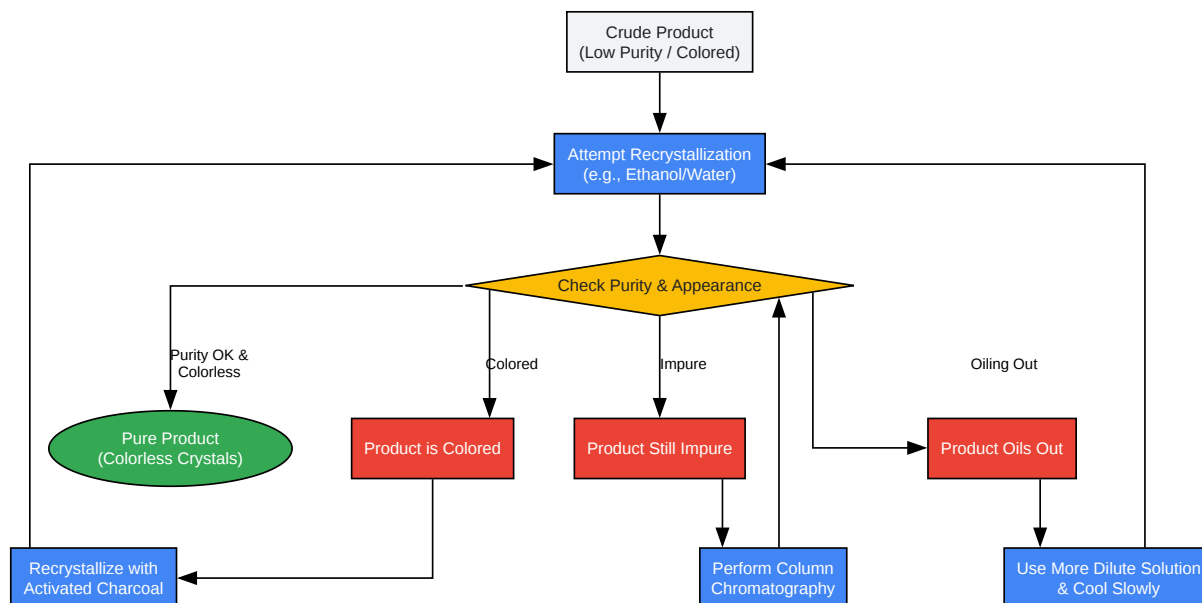 Crude Product
(Low Purity / Colored)
Attempt Recrystallization
(e.g., Ethanol/Water)
Check Purity & Appearance
Purity OK &
Colorless
Colored
Impure
Oiling Out
Pure Product
(Colorless Crystals)
Product is Colored
Product Still Impure
Product Oils Out
Recrystallize with
Activated Charcoal
Perform Column
Chromatography
Use More Dilute Solution
& Cool Slowly